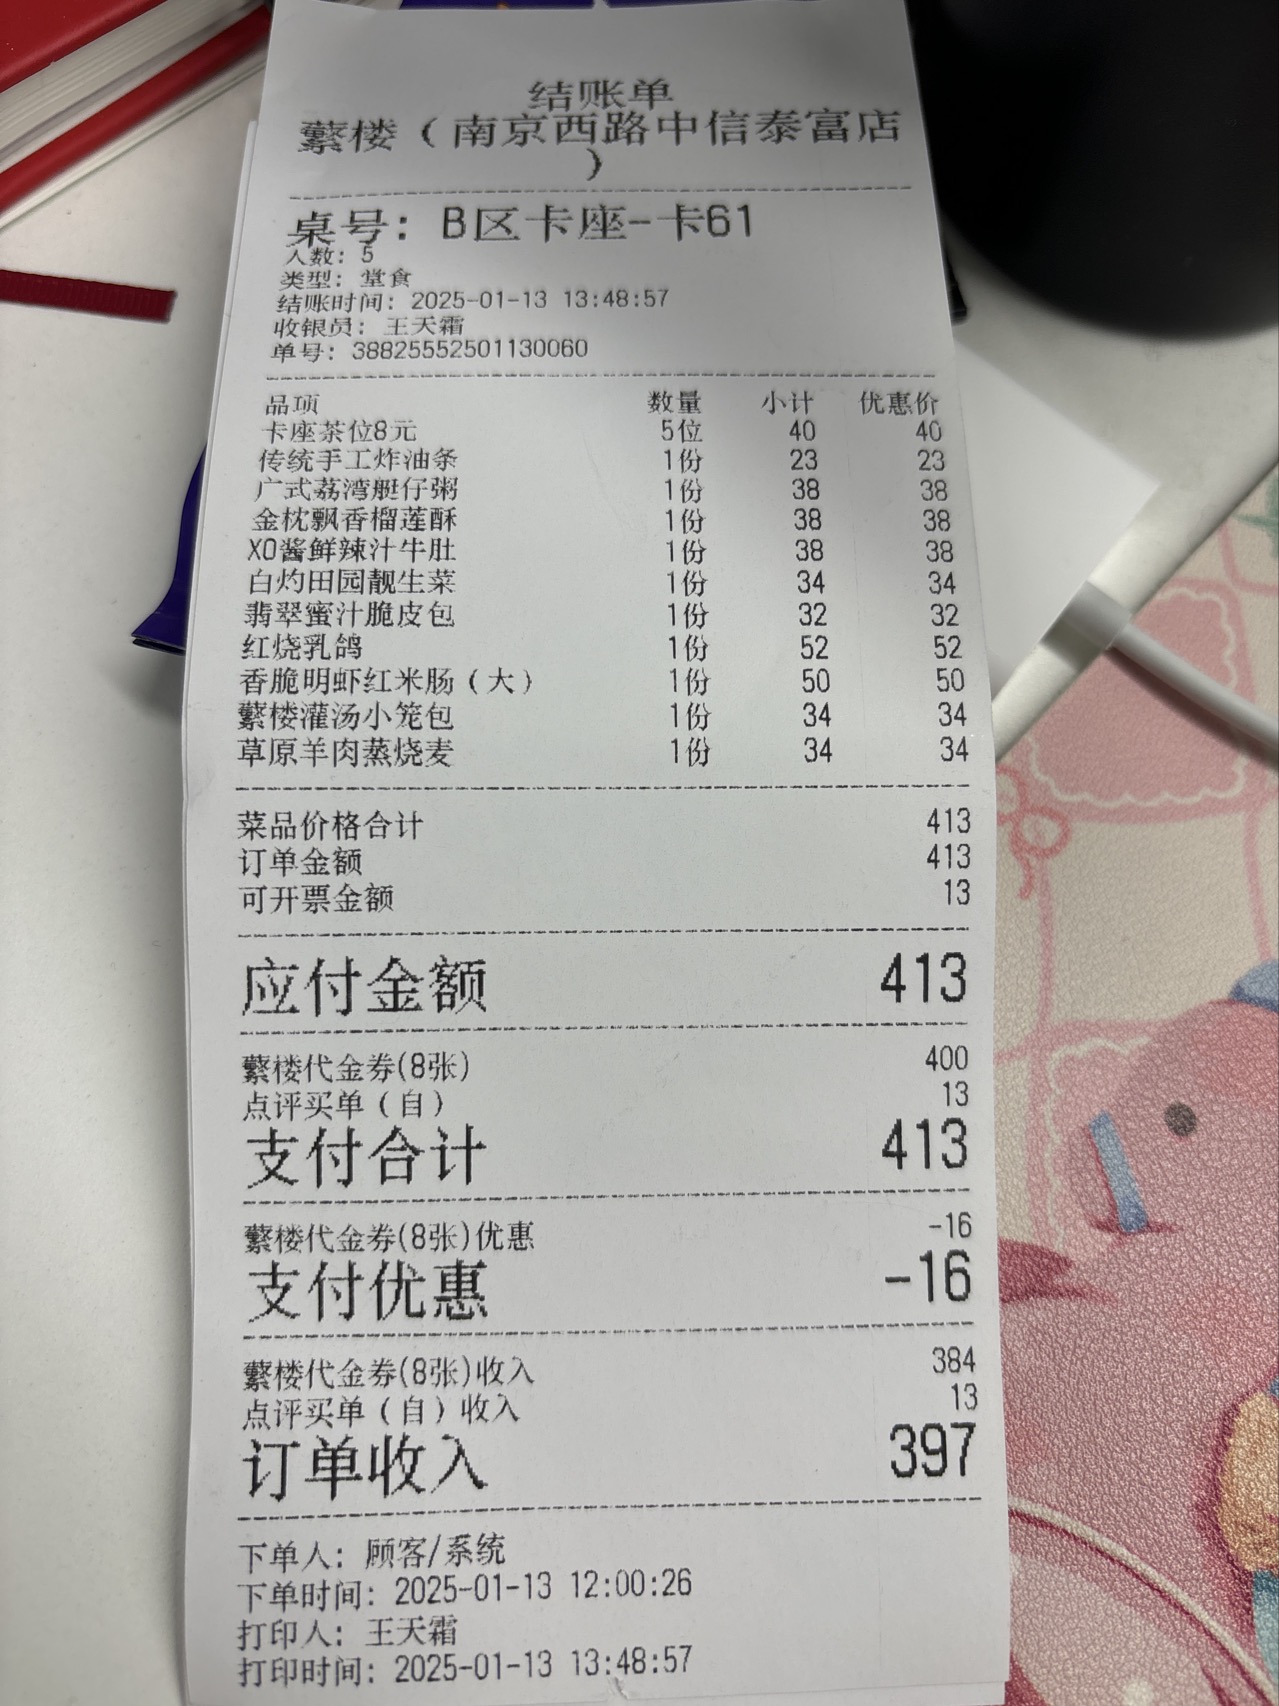 结账单
蘩楼（南京西路中信泰富店
）
桌号：B区卡座-卡61
人数：5
类型：堂食
结账时间：2025-01-13 13:48:57
收银员：王天霜
单号：388255552501130060
品项 数量 小计 优惠价
卡座茶位8元 5位 40 40
传统手工炸油条 1份 23 23
广式荔湾艇仔粥 1份 38 38
金枕飘香榴莲酥 1份 38 38
XO酱鲜辣汁牛肚 1份 38 38
白灼田园靓生菜 1份 34 34
翡翠蜜汁脆皮包 1份 32 32
红烧乳鸽 1份 52 52
香脆明虾红米肠（大） 1份 50 50
蘩楼灌汤小笼包 1份 34 34
草原羊肉蒸烧麦 1份 34 34
菜品价格合计 413
订单金额 413
可开票金额 13
应付金额 413
蘩楼代金券(8张) 400
点评买单（自） 13
支付合计 413
蘩楼代金券(8张)优惠 -16
支付优惠 -16
蘩楼代金券(8张)收入 384
点评买单（自）收入 13
订单收入 397
下单人：顾客/系统
下单时间：2025-01-13 12:00:26
打印人：王天霜
打印时间：2025-01-13 13:48:57